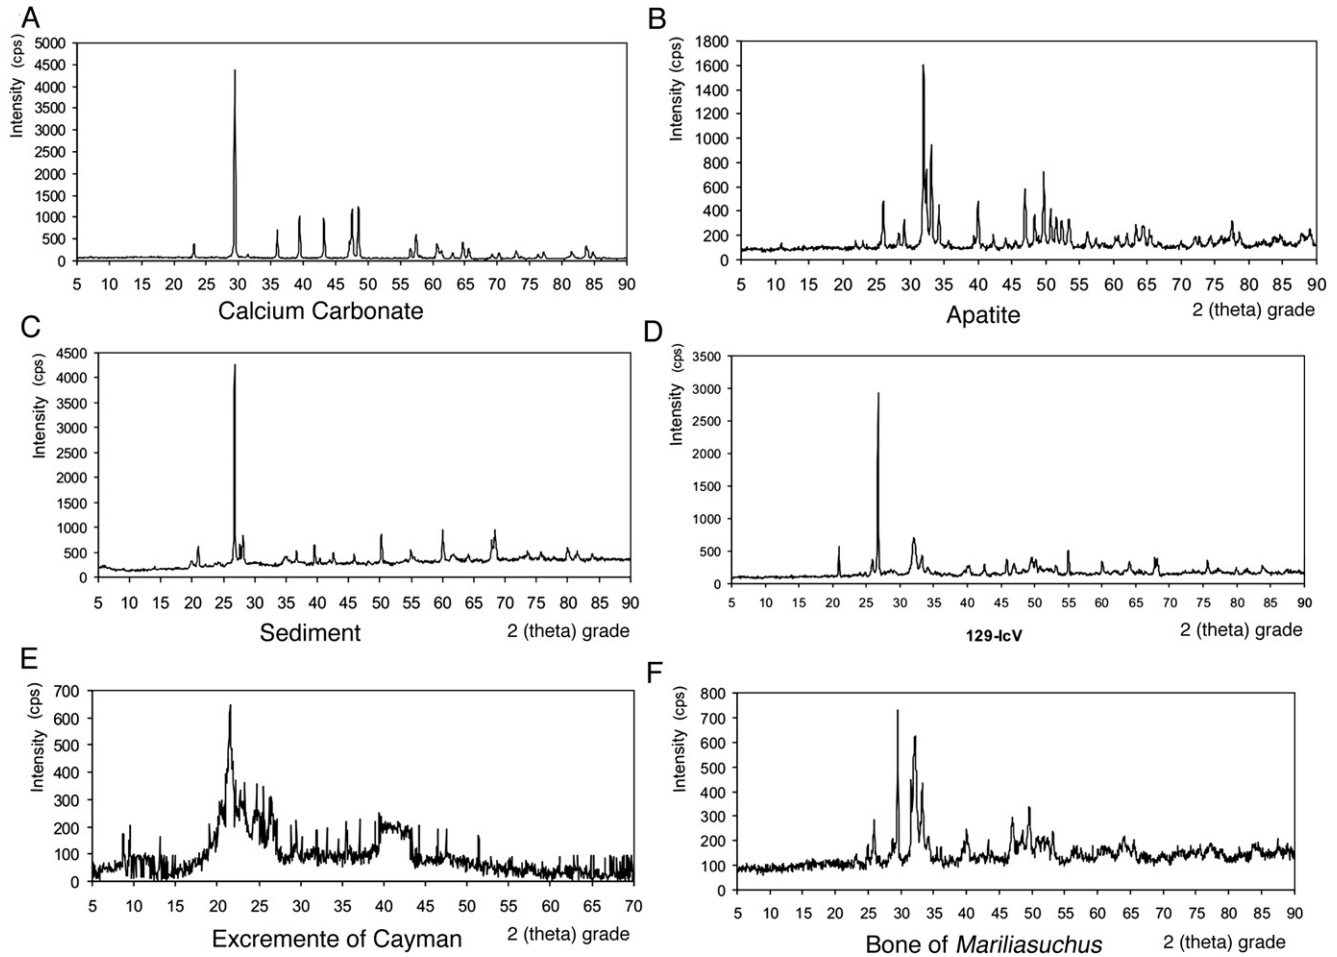 A
Intensity (cps)
5000
4500
4000
3500
3000
2500
2000
1500
1000
500
0
5 10 15 20 25 30 35 40 45 50 55 60 65 70 75 80 85 90
Calcium Carbonate
B
Intensity (cps)
1800
1600
1400
1200
1000
800
600
400
200
0
5 10 15 20 25 30 35 40 45 50 55 60 65 70 75 80 85 90
Apatite
2 (theta) grade
C
Intensity (cps)
4500
4000
3500
3000
2500
2000
1500
1000
500
0
5 10 15 20 25 30 35 40 45 50 55 60 65 70 75 80 85 90
Sediment
2 (theta) grade
D
Intensity (cps)
3500
3000
2500
2000
1500
1000
500
0
5 10 15 20 25 30 35 40 45 50 55 60 65 70 75 80 85 90
129-IcV
2 (theta) grade
E
Intensity (cps)
700
600
500
400
300
200
100
0
5 10 15 20 25 30 35 40 45 50 55 60 65 70
Excremente of Cayman
2 (theta) grade
F
Intensity (cps)
800
700
600
500
400
300
200
100
0
5 10 15 20 25 30 35 40 45 50 55 60 65 70 75 80 85 90
Bone of Mariliasuchus
2 (theta) grade